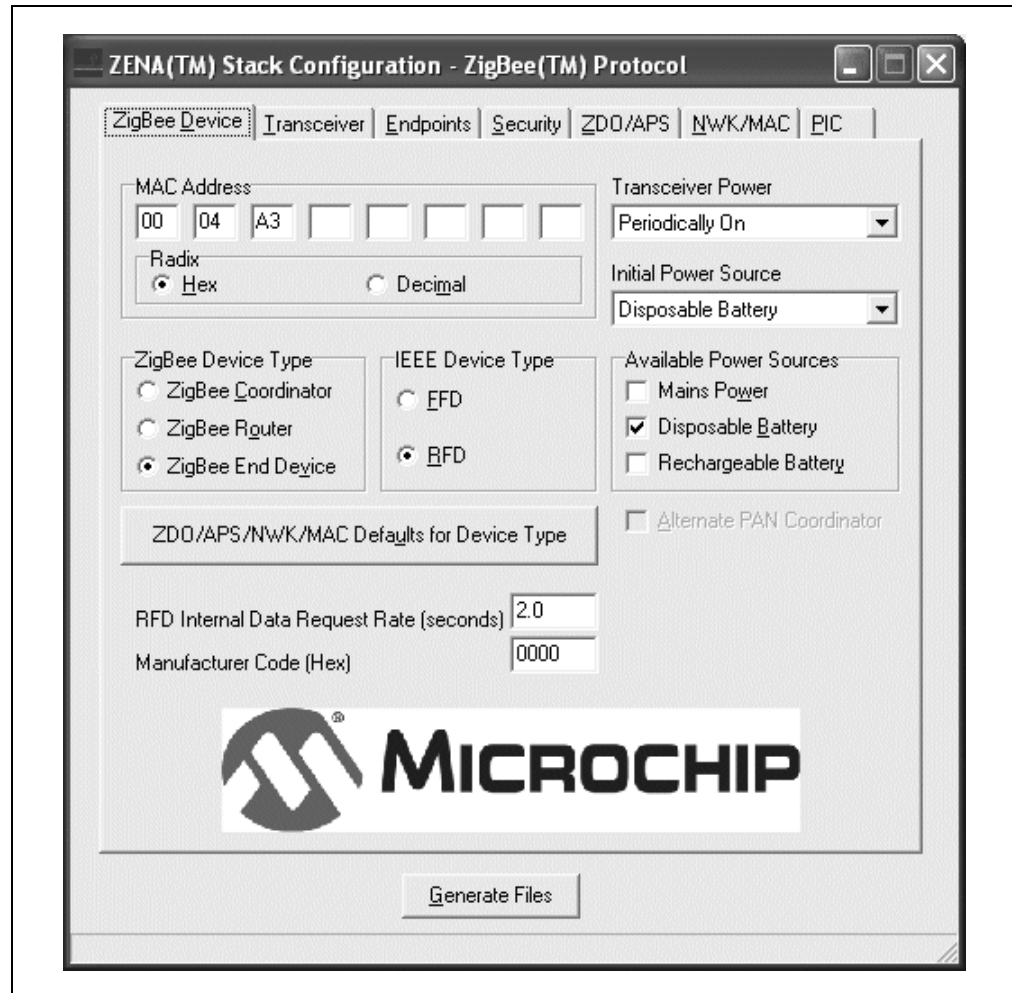 ZENA(TM) Stack Configuration - ZigBee(TM) Protocol
ZigBee Device Transceiver Endpoints Security ZDO/APS NWK/MAC PIC
MAC Address
00 04 A3
Radix
Hex Decimal
Transceiver Power
Periodically On
Initial Power Source
Disposable Battery
ZigBee Device Type
ZigBee Coordinator
ZigBee Router
ZigBee End Device
IEEE Device Type
FFD
RFD
Available Power Sources
Mains Power
Disposable Battery
Rechargeable Battery
ZDO/APS/NWK/MAC Defaults for Device Type
Alternate PAN Coordinator
RFD Internal Data Request Rate (seconds) 2.0
Manufacturer Code (Hex) 0000
® MICROCHIP
Generate Files